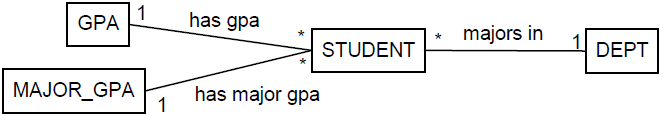 GPA 1 has gpa *
STUDENT * majors in 1 DEPT
*
MAJOR_GPA 1 has major gpa